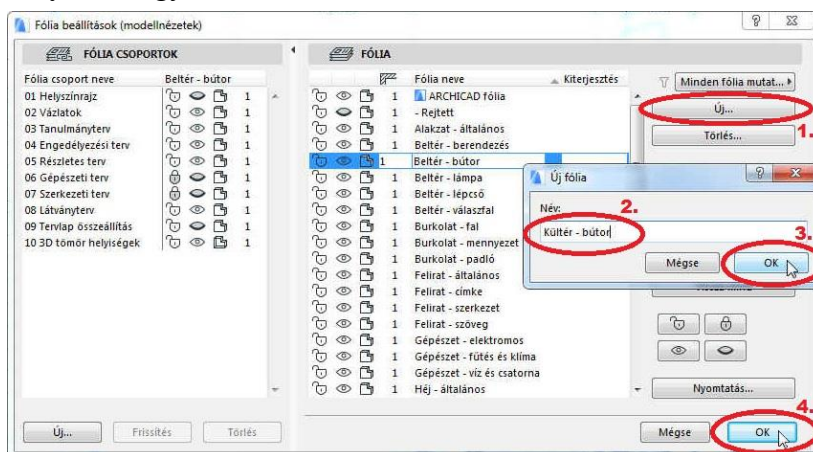 Fólia beállítások (modellnézetek)
FÓLIA CSOPORTOK
Fólia csoport neve Beltér - bútor
01 Helyszínrajz 1
02 Vázlatok 1
03 Tanulmányterv 1
04 Engedélyezési terv 1
05 Részletes terv 1
06 Gépészeti terv 1
07 Szerkezeti terv 1
08 Látványterv 1
09 Tervlap összeállítás 1
10 3D tömör helyiségek 1
Új... Frissítés Törlés
FÓLIA
Fólia neve Kiterjesztés
1 ARCHICAD fólia
1 - Rejtett
1 Alakzat - általános
1 Beltér - berendezés
1 Beltér - bútor
1 Beltér - lámpa
1 Beltér - lépcső
1 Beltér - válaszfal
1 Burkolat - fal
1 Burkolat - mennyezet
1 Burkolat - padló
1 Felirat - általános
1 Felirat - címke
1 Felirat - szerkezet
1 Felirat - szöveg
1 Gépészet - elektromos
1 Gépészet - fűtés és klíma
1 Gépészet - víz és csatorna
1 Héj - általános
Minden fólia mutat...
Új...
1.
Törlés...
Új fólia
Név:
2.
Kültér - bútor
3.
Mégse OK
Nyomtatás...
4.
Mégse OK